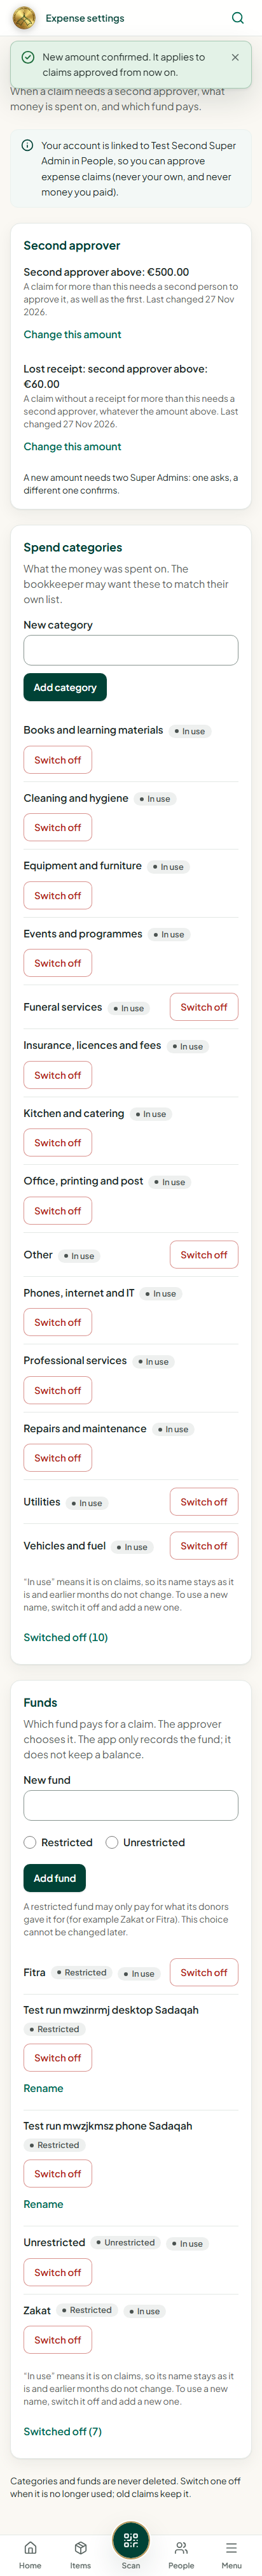 Expense settings
New amount confirmed. It applies to
claims approved from now on.
When a claim needs a second approver, what
money is spent on, and which fund pays.
Your account is linked to Test Second Super
Admin in People, so you can approve
expense claims (never your own, and never
money you paid).
Second approver
Second approver above: €500.00
A claim for more than this needs a second person to
approve it, as well as the first. Last changed 27 Nov
2026.
Change this amount
Lost receipt: second approver above:
€60.00
A claim without a receipt for more than this needs a
second approver, whatever the amount above. Last
changed 27 Nov 2026.
Change this amount
A new amount needs two Super Admins: one asks, a
different one confirms.
Spend categories
What the money was spent on. The
bookkeeper may want these to match their
own list.
New category
Add category
Books and learning materials In use
Switch off
Cleaning and hygiene In use
Switch off
Equipment and furniture In use
Switch off
Events and programmes In use
Switch off
Funeral services In use Switch off
Insurance, licences and fees In use
Switch off
Kitchen and catering In use
Switch off
Office, printing and post In use
Switch off
Other In use Switch off
Phones, internet and IT In use
Switch off
Professional services In use
Switch off
Repairs and maintenance In use
Switch off
Utilities In use Switch off
Vehicles and fuel In use Switch off
"In use" means it is on claims, so its name stays as it
is and earlier months do not change. To use a new
name, switch it off and add a new one.
Switched off (10)
Funds
Which fund pays for a claim. The approver
chooses it. The app only records the fund; it
does not keep a balance.
New fund
Restricted Unrestricted
Add fund
A restricted fund may only pay for what its donors
gave it for (for example Zakat or Fitra). This choice
cannot be changed later.
Fitra Restricted In use Switch off
Test run mwzinrmj desktop Sadaqah
Restricted
Switch off
Rename
Test run mwzjkmsz phone Sadaqah
Restricted
Switch off
Rename
Unrestricted Unrestricted In use
Switch off
Zakat Restricted In use
Switch off
"In use" means it is on claims, so its name stays as it
is and earlier months do not change. To use a new
name, switch it off and add a new one.
Switched off (7)
Categories and funds are never deleted. Switch one off
when it is no longer used; old claims keep it.
Home Items Scan People Menu